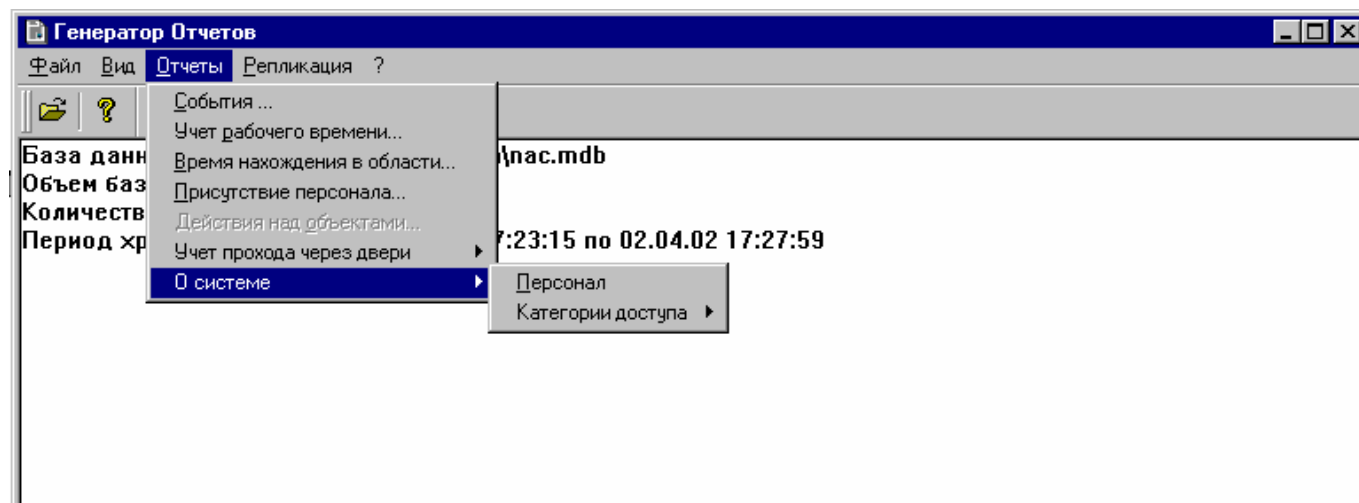 Генератор Отчетов
Файл Вид Отчеты Репликация ?
События ...
Учет рабочего времени...
База данн \nac.mdb
Время нахождения в области...
Объем баз
Присутствие персонала...
Количеств
Действия над объектами...
Период хр 7:23:15 по 02.04.02 17:27:59
Учет прохода через двери
О системе
Персонал
Категории доступа